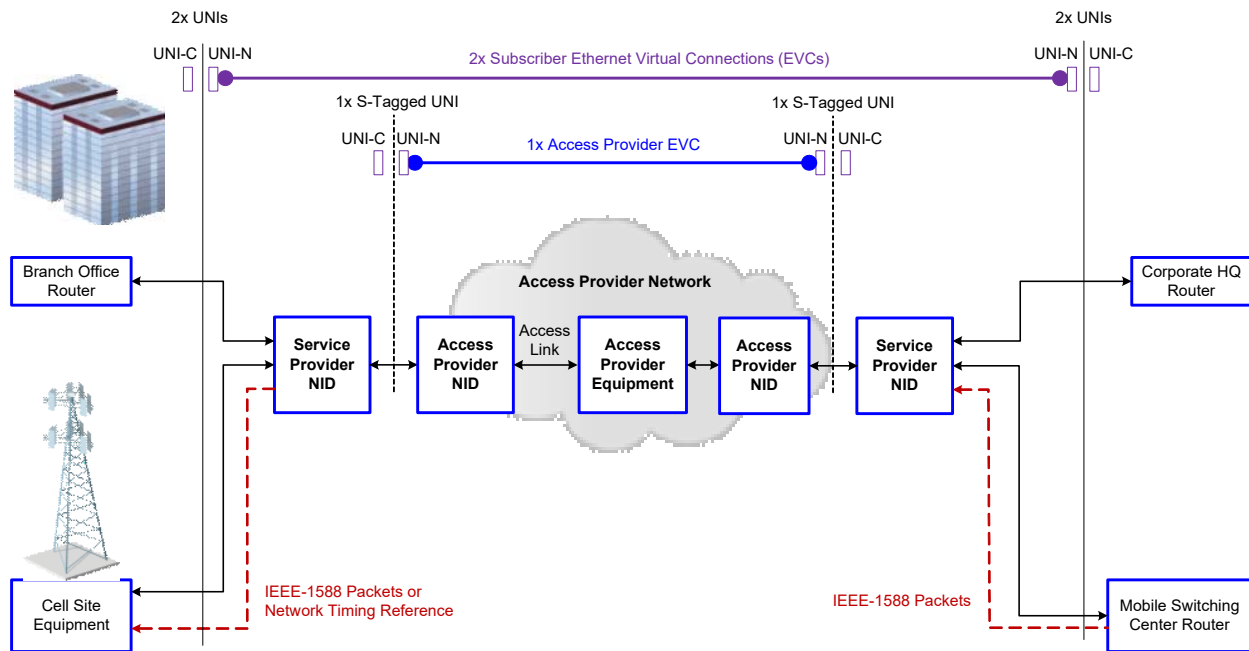 2x UNIs
2x UNIs
UNI-C
UNI-N
2x Subscriber Ethernet Virtual Connections (EVCs)
UNI-N
UNI-C
1x S-Tagged UNI
1x S-Tagged UNI
UNI-C
UNI-N
1x Access Provider EVC
UNI-N
UNI-C
Branch Office
Router
Access Provider Network
Corporate HQ
Router
Service
Provider
NID
Access
Provider
NID
Access
Link
Access
Provider
Equipment
Access
Provider
NID
Service
Provider
NID
Cell Site
Equipment
IEEE-1588 Packets or
Network Timing Reference
IEEE-1588 Packets
Mobile Switching
Center Router